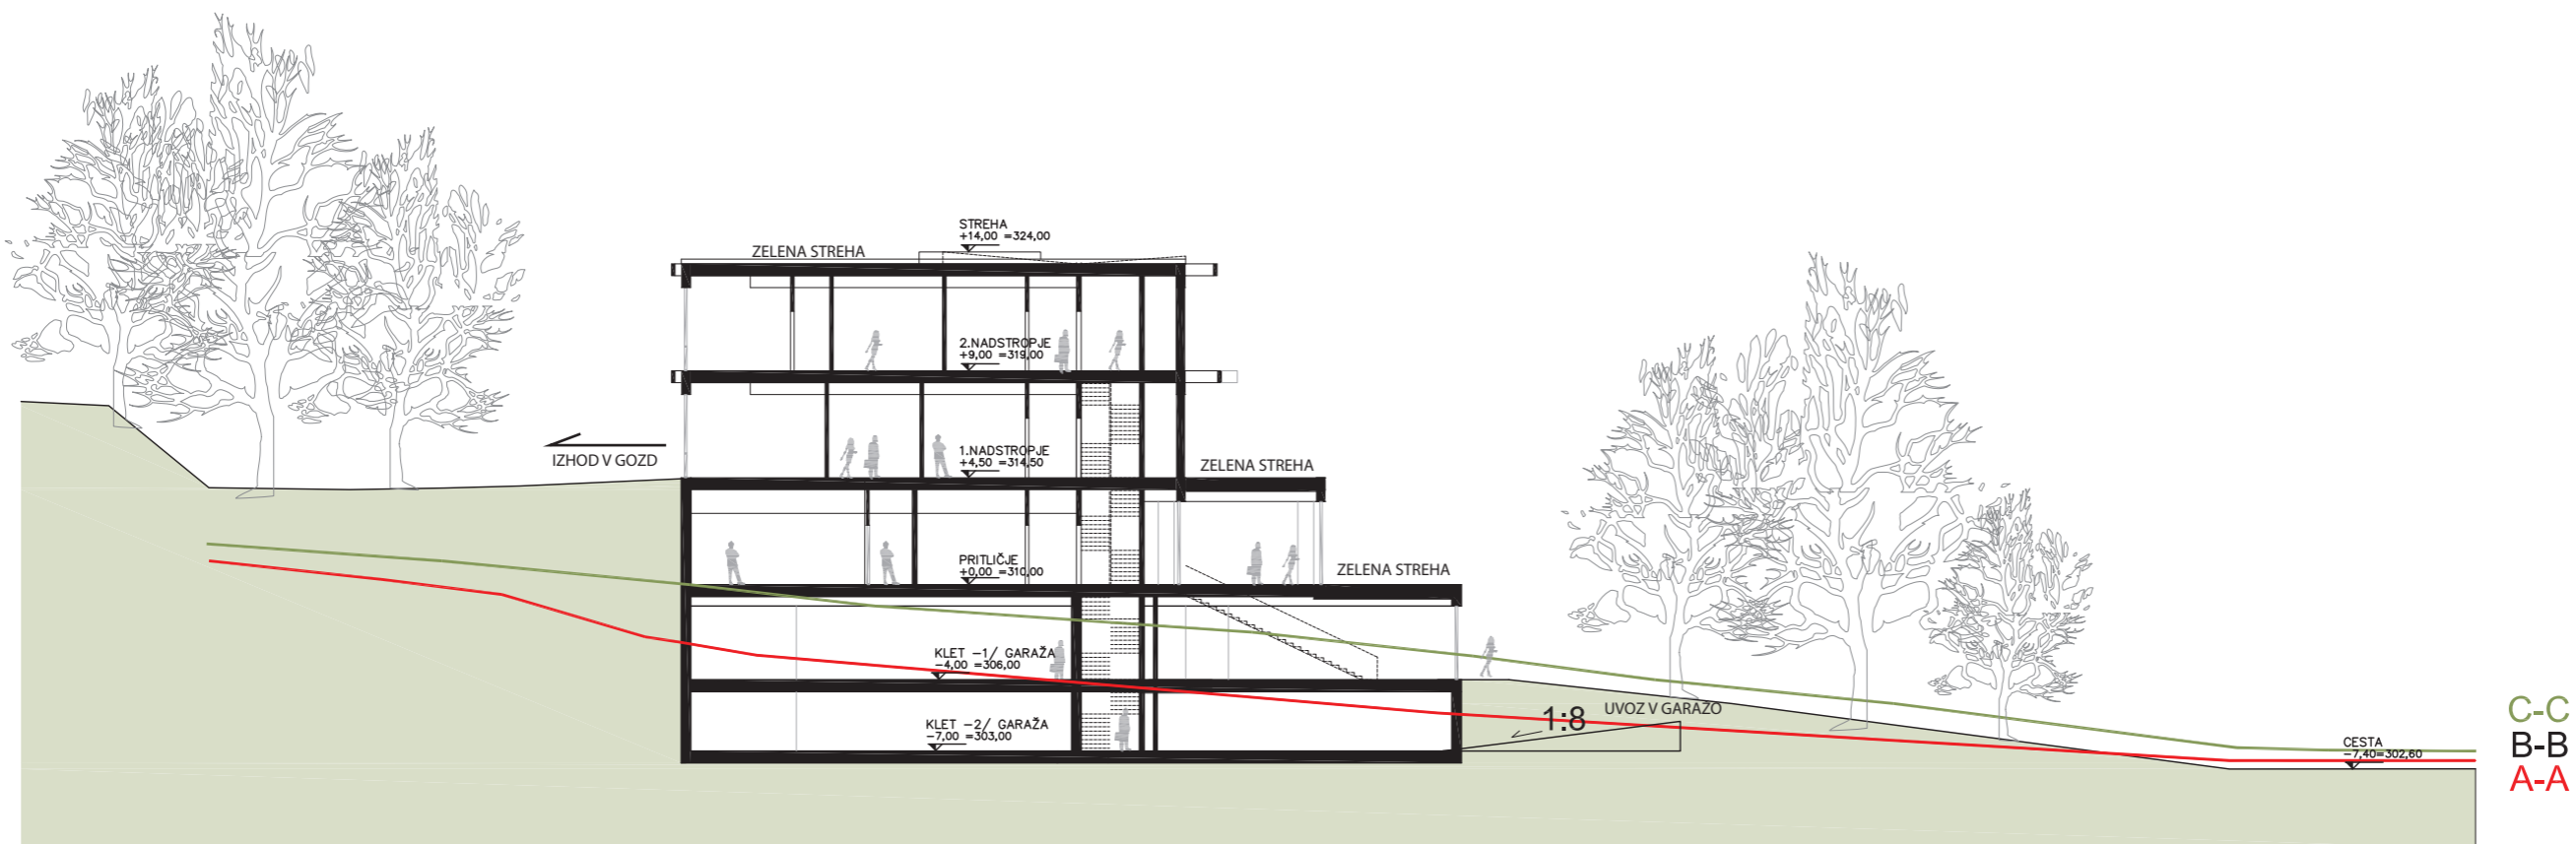 STREHA
+14,00 =324,00
ZELENA STREHA
2.NADSTROPJE
+9,00 =319,00
IZHOD V GOZD
1.NADSTROPJE
+4,50 =314,50
ZELENA STREHA
PRITLIČJE
+0,00 =310,00
ZELENA STREHA
KLET -1/ GARAŽA
-4,00 =306,00
KLET -2/ GARAŽA
-7,00 =303,00
1:8
UVOZ V GARAŽO
CESTA
-7,40=302,60
C-C
B-B
A-A